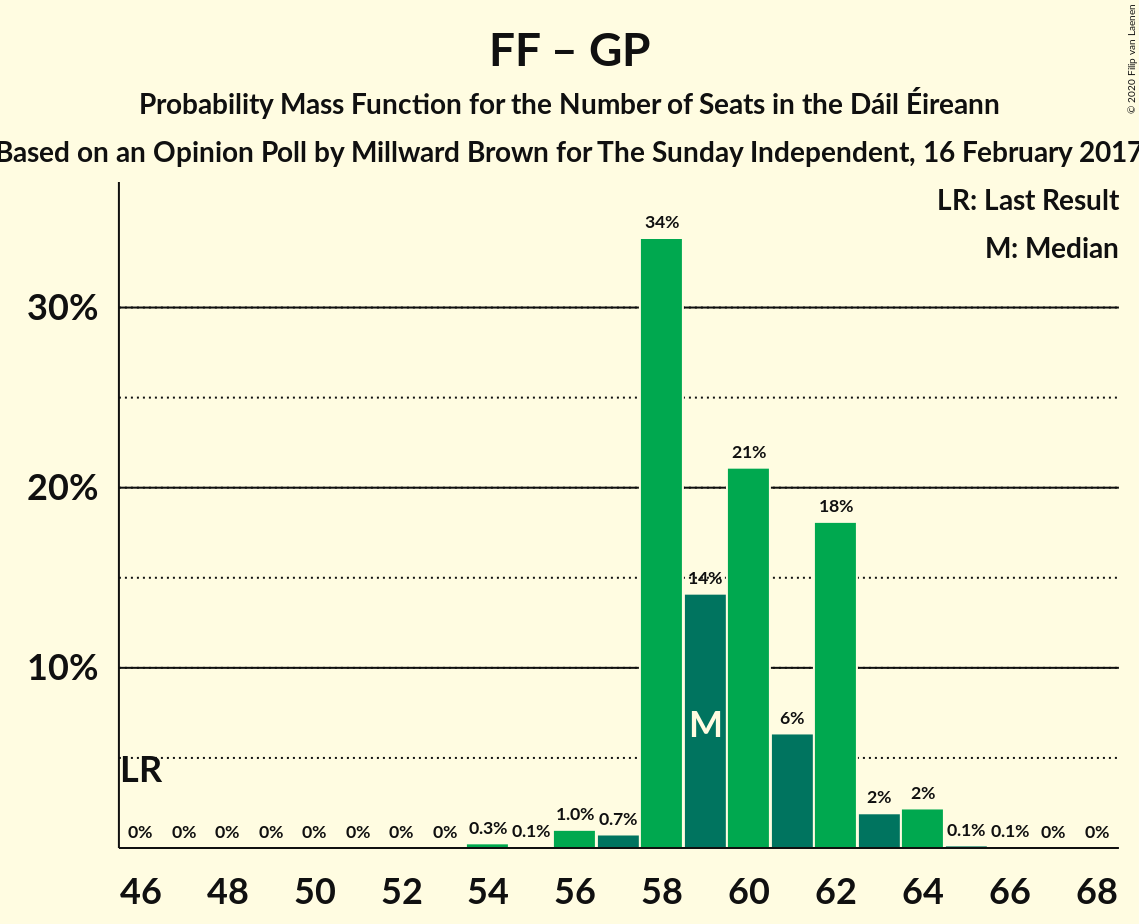 FF – GP
Probability Mass Function for the Number of Seats in the Dáil Éireann
Based on an Opinion Poll by Millward Brown for The Sunday Independent, 16 February 2017
© 2020 Filip van Laenen
LR: Last Result
M: Median
34%
30%
21%
20%
18%
14%
10%
M
6%
LR
2%
2%
0% 0% 0% 0% 0% 0% 0% 0% 0.3% 0.1% 1.0% 0.7% 0.1% 0.1% 0% 0%
46 48 50 52 54 56 58 60 62 64 66 68